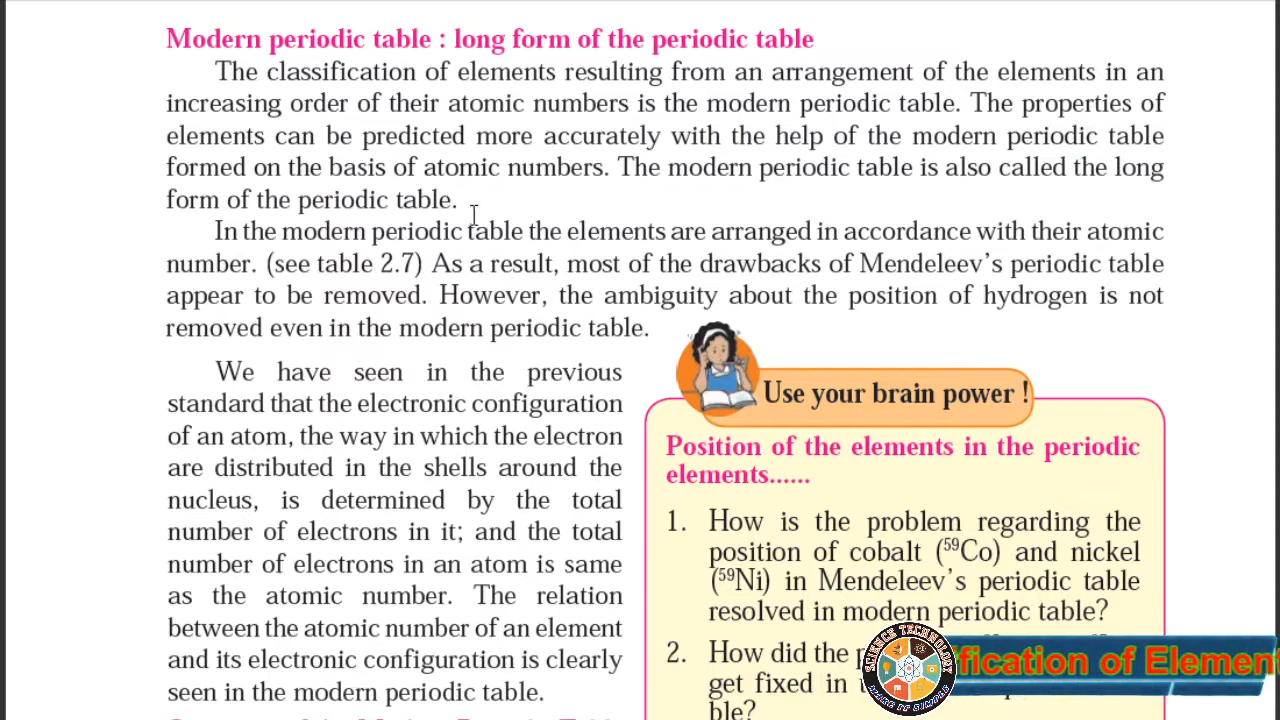 Modern periodic table : long form of the periodic table
The classification of elements resulting from an arrangement of the elements in an
increasing order of their atomic numbers is the modern periodic table. The properties of
elements can be predicted more accurately with the help of the modern periodic table
formed on the basis of atomic numbers. The modern periodic table is also called the long
form of the periodic table.
In the modern periodic table the elements are arranged in accordance with their atomic
number. (see table 2.7) As a result, most of the drawbacks of Mendeleev's periodic table
appear to be removed. However, the ambiguity about the position of hydrogen is not
removed even in the modern periodic table.
We have seen in the previous
standard that the electronic configuration
of an atom, the way in which the electron
are distributed in the shells around the
nucleus, is determined by the total
number of electrons in it; and the total
number of electrons in an atom is same
as the atomic number. The relation
between the atomic number of an element
and its electronic configuration is clearly
seen in the modern periodic table.
Use your brain power !
Position of the elements in the periodic
elements......
1. How is the problem regarding the
position of cobalt (⁵⁹Co) and nickel
(⁵⁹Ni) in Mendeleev's periodic table
resolved in modern periodic table?
2. How did the
get fixed in
ble?
SCIENCE TECHNOLOGY
MAKE IT SIMPLE
ification of Element